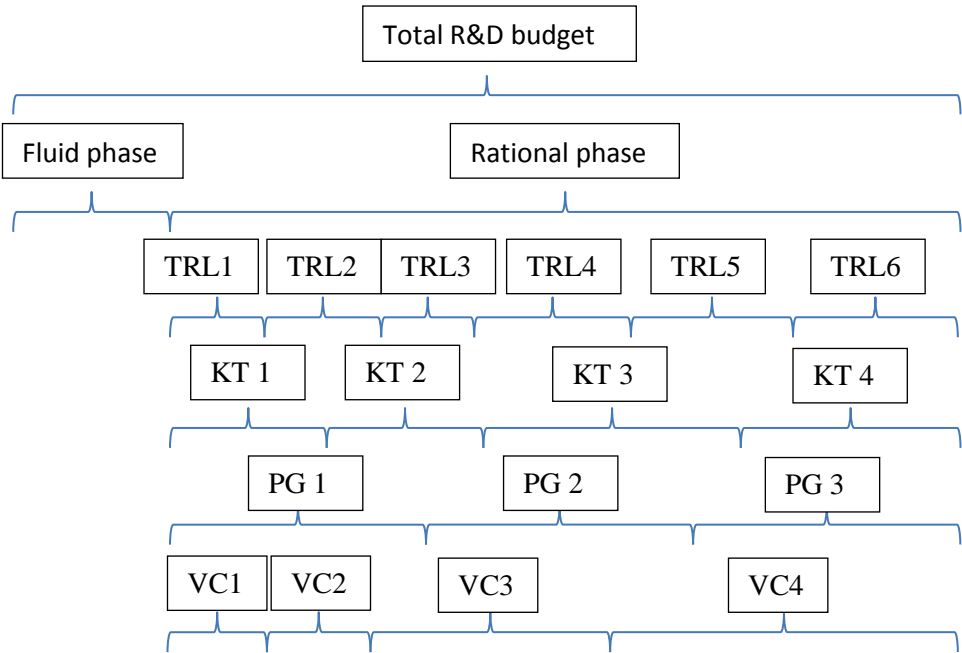 Total R&D budget
Fluid phase
Rational phase
TRL1
TRL2
TRL3
TRL4
TRL5
TRL6
KT 1
KT 2
KT 3
KT 4
PG 1
PG 2
PG 3
VC1
VC2
VC3
VC4